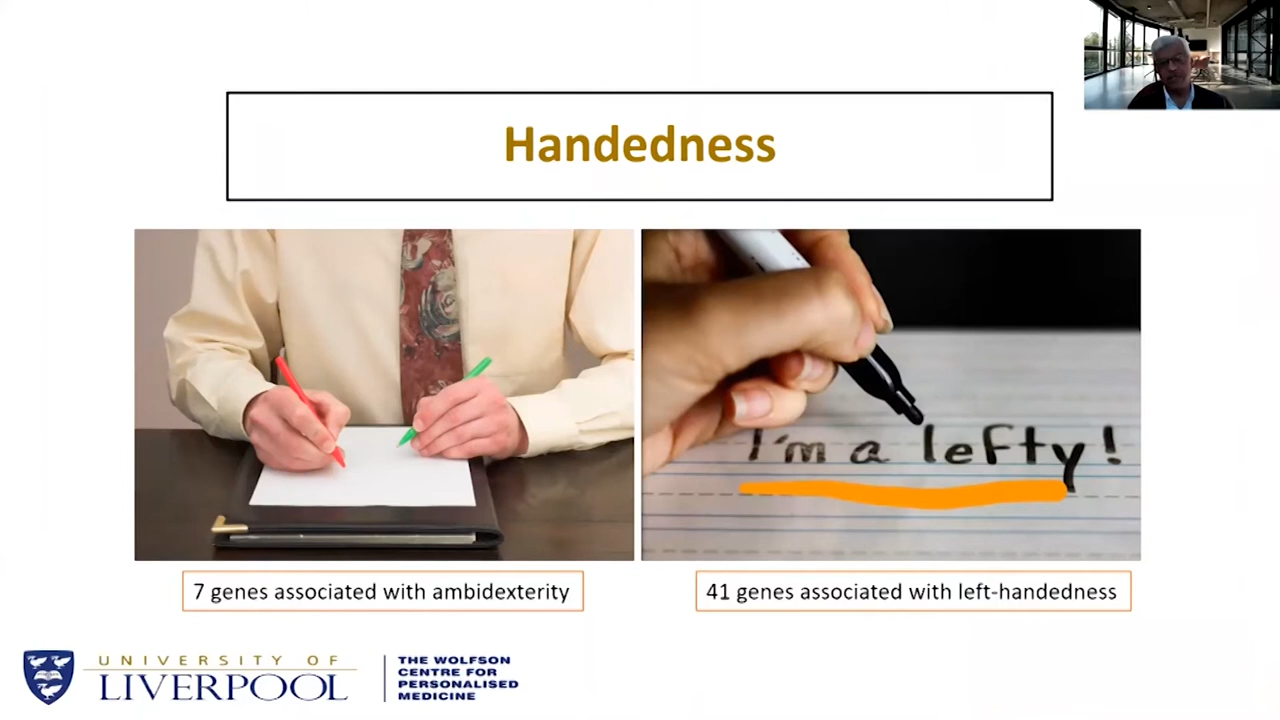 Handedness
I'm a lefty!
7 genes associated with ambidexterity
41 genes associated with left-handedness
UNIVERSITY OF
LIVERPOOL
THE WOLFSON
CENTRE FOR
PERSONALISED
MEDICINE